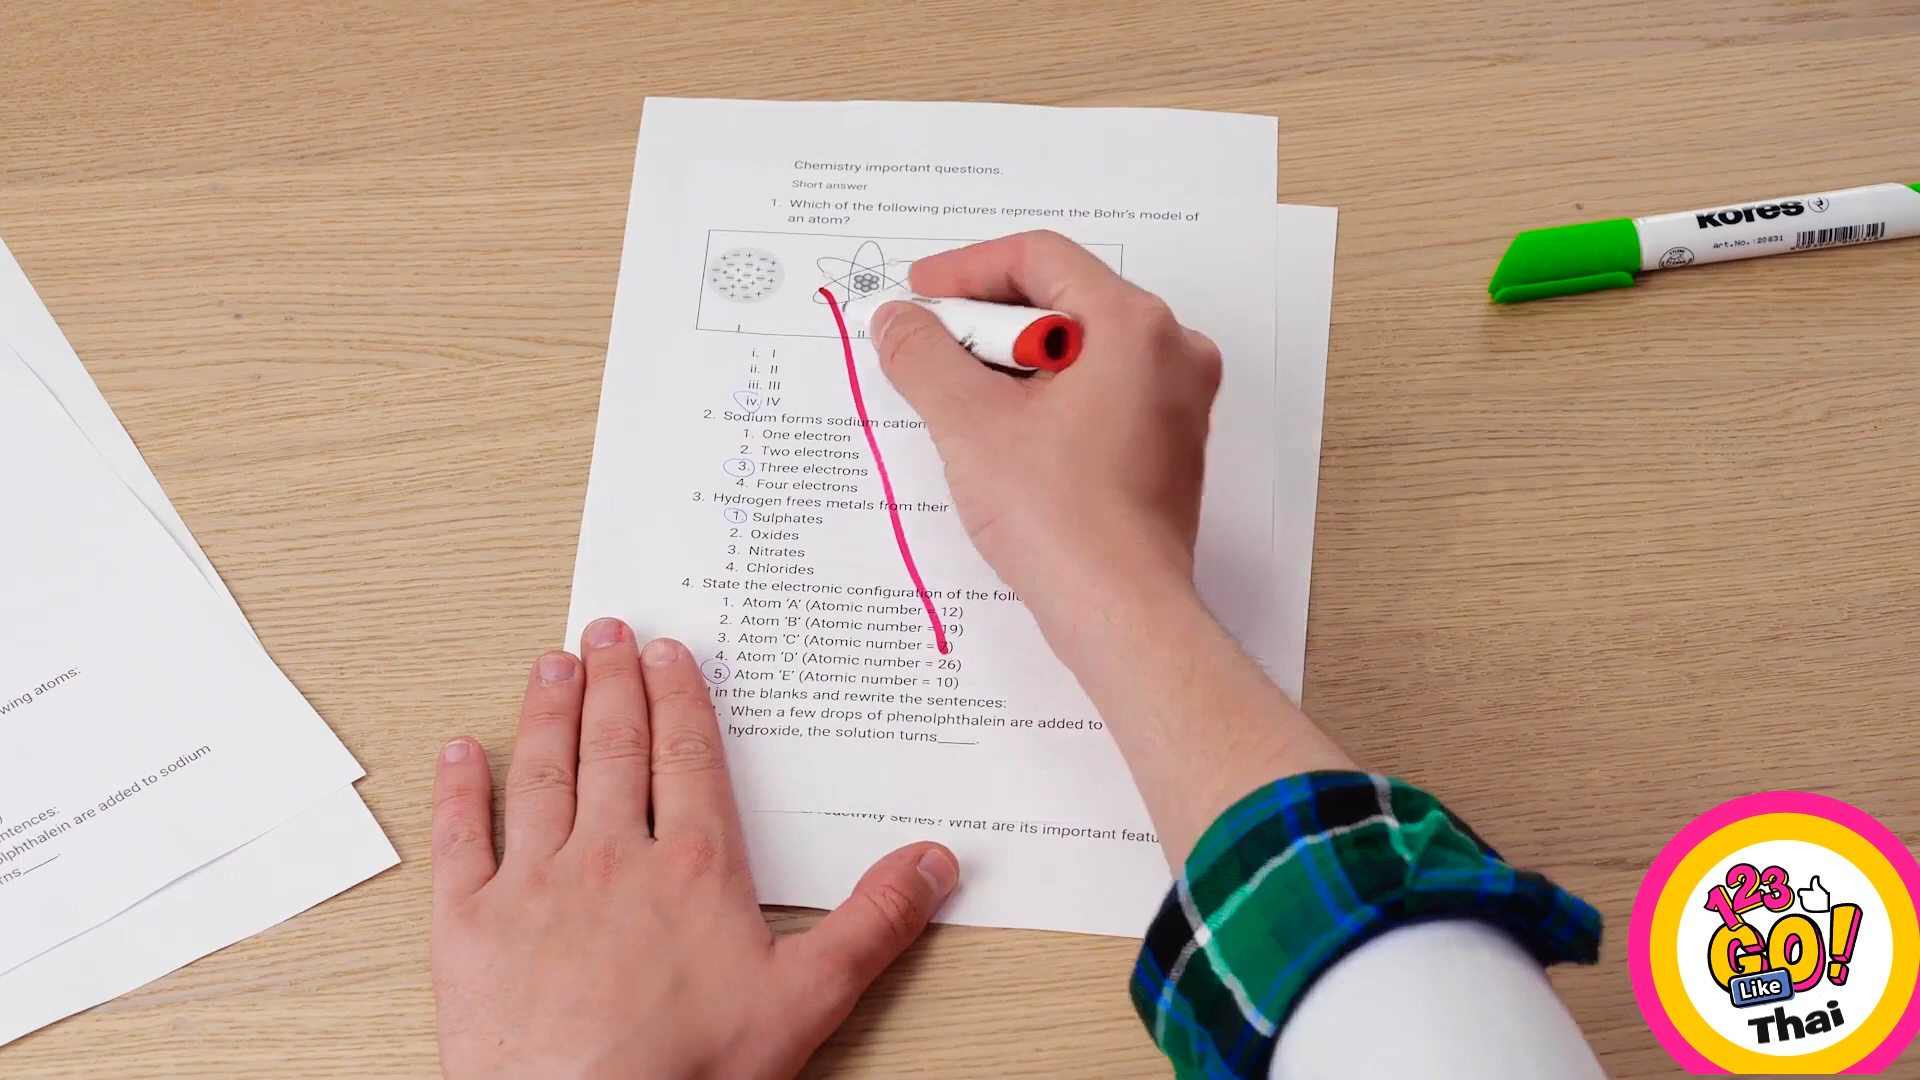 Chemistry important questions.
Short answer
1. Which of the following pictures represent the Bohr's model of
an atom?
I
II
i. I
ii. II
iii. III
iv. IV
2. Sodium forms sodium cation
1. One electron
2. Two electrons
3. Three electrons
4. Four electrons
3. Hydrogen frees metals from their
1. Sulphates
2. Oxides
3. Nitrates
4. Chlorides
4. State the electronic configuration of the
1. Atom 'A' (Atomic number = 12)
2. Atom 'B' (Atomic number = 19)
3. Atom 'C' (Atomic number = 7)
4. Atom 'D' (Atomic number = 26)
5. Atom 'E' (Atomic number = 10)
in the blanks and rewrite the sentences:
When a few drops of phenolphthalein are added to
hydroxide, the solution turns_____.
series? What are its important
wing atoms:
ntences:
are added to sodium
rns_____.
Kores
Art.No.:20831
123
GO!
Like
Thai